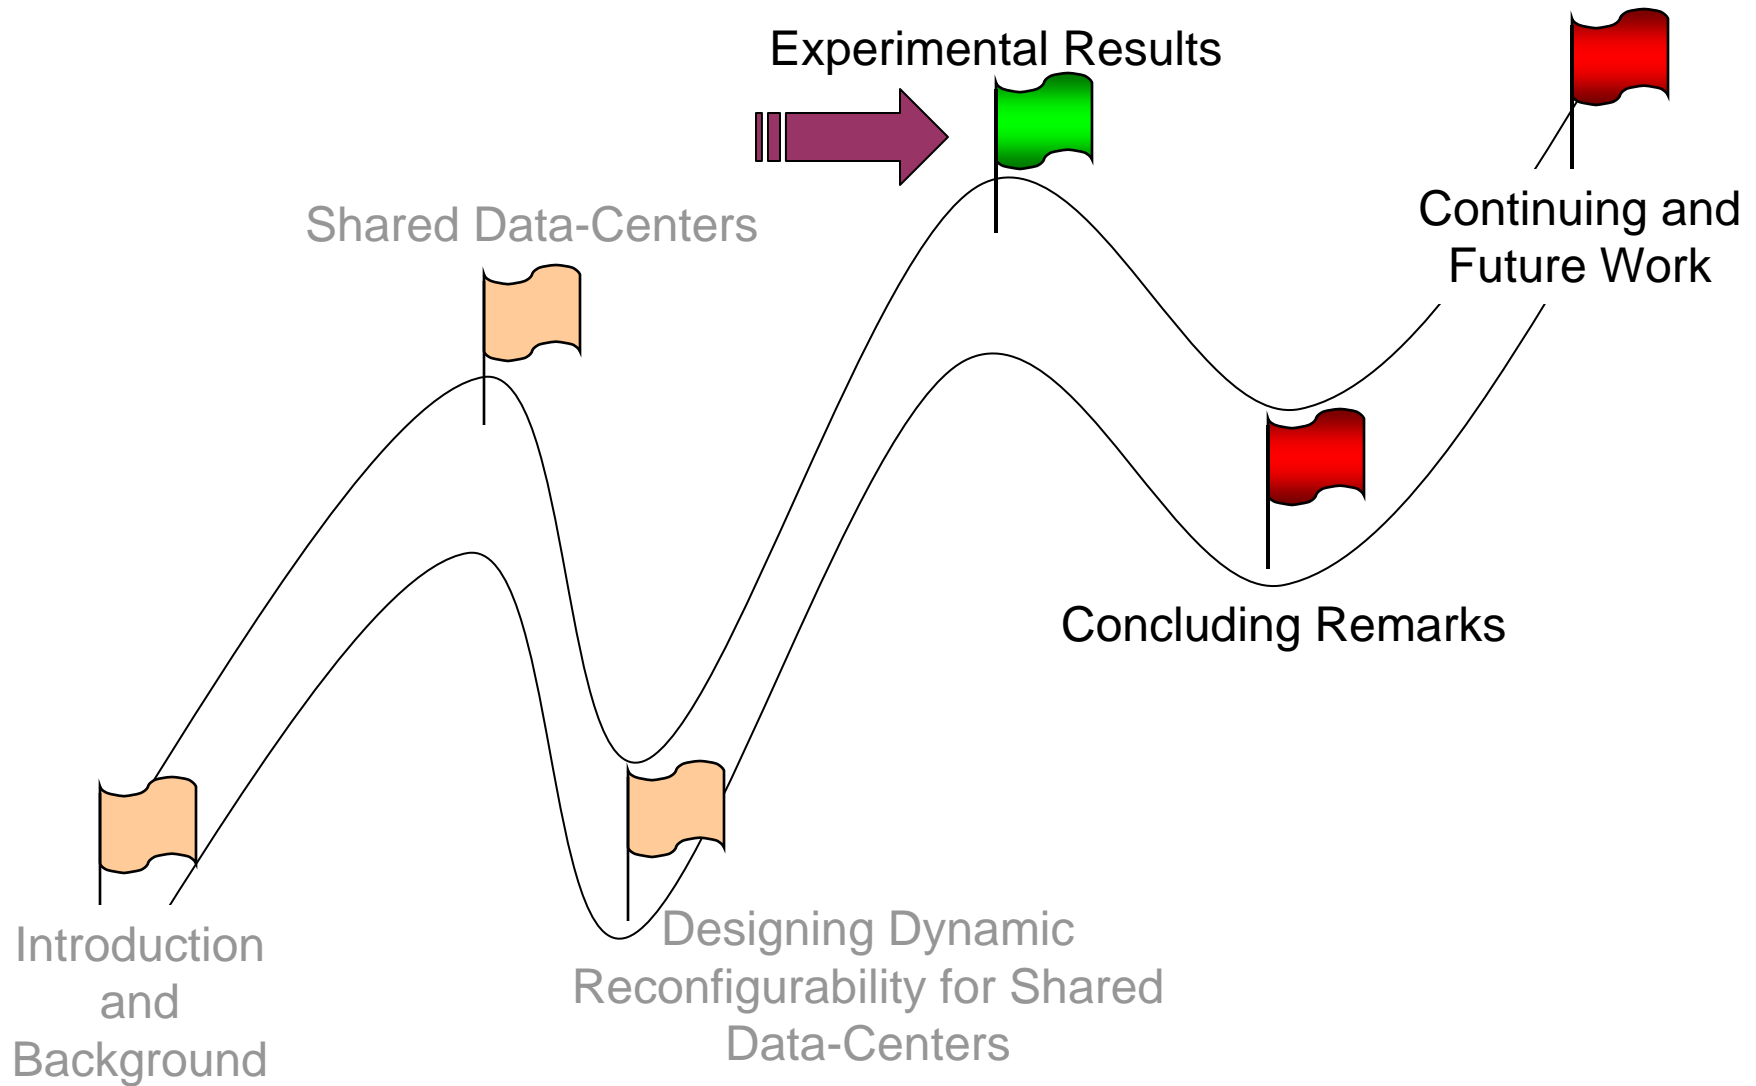 Experimental Results
Shared Data-Centers
Continuing and
Future Work
Concluding Remarks
Introduction
and
Background
Designing Dynamic
Reconfigurability for Shared
Data-Centers